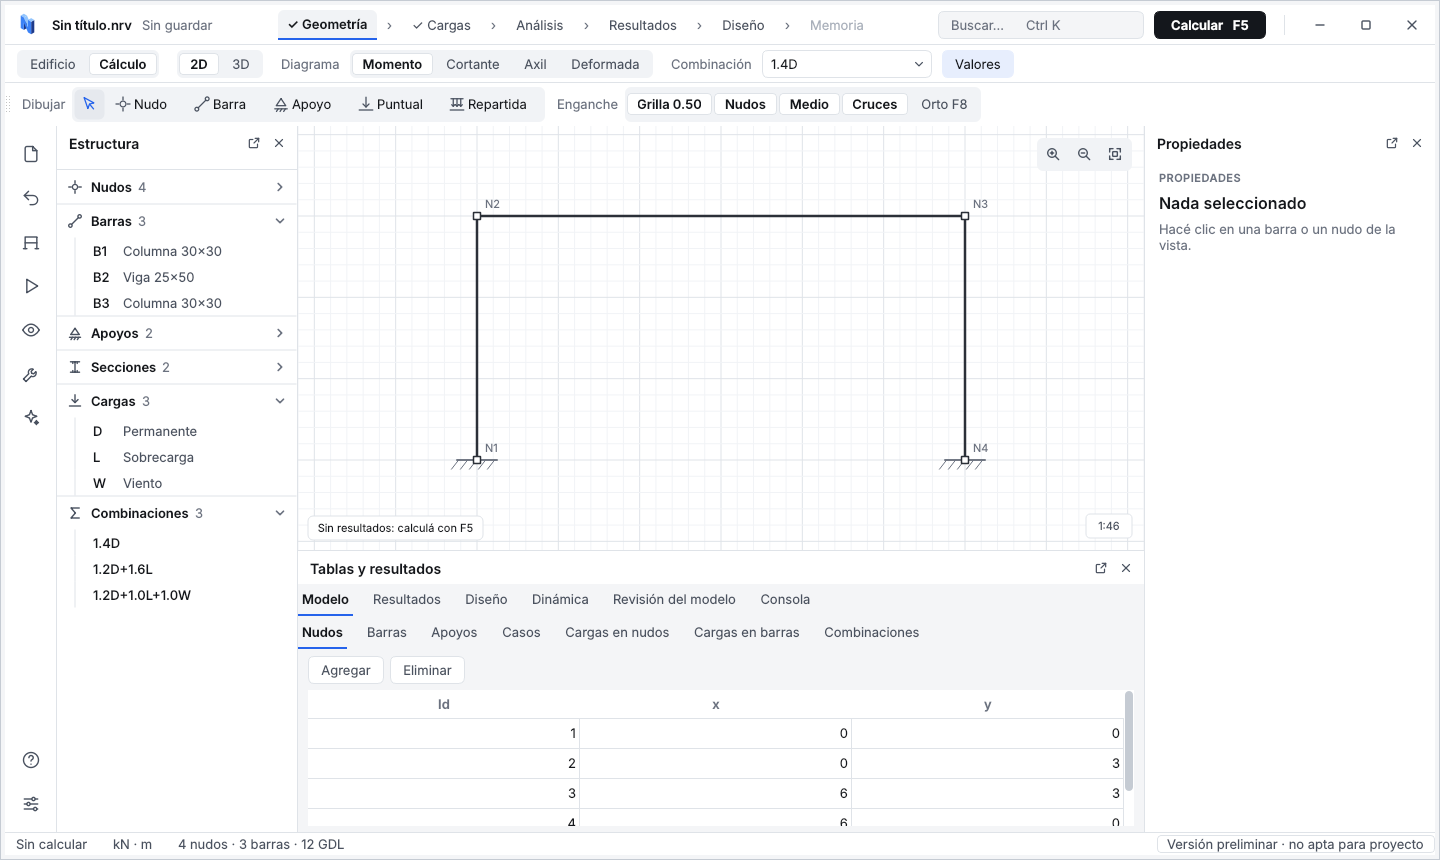 Sin título.nrv Sin guardar ✓ Geometría › ✓ Cargas › Análisis › Resultados › Diseño › Memoria Buscar... Ctrl K Calcular F5
Edificio Cálculo 2D 3D Diagrama Momento Cortante Axil Deformada Combinación 1.4D Valores
Dibujar Nudo Barra Apoyo Puntual Repartida Enganche Grilla 0.50 Nudos Medio Cruces Orto F8
Estructura
Nudos 4
Barras 3
B1 Columna 30×30
B2 Viga 25×50
B3 Columna 30×30
Apoyos 2
Secciones 2
Cargas 3
D Permanente
L Sobrecarga
W Viento
Combinaciones 3
1.4D
1.2D+1.6L
1.2D+1.0L+1.0W
N2 N3
N1 N4
Sin resultados: calculá con F5 1:46
Tablas y resultados
Modelo Resultados Diseño Dinámica Revisión del modelo Consola
Nudos Barras Apoyos Casos Cargas en nudos Cargas en barras Combinaciones
Agregar Eliminar
Id x y
1 0 0
2 0 3
3 6 3
4 6 0
Propiedades
PROPIEDADES
Nada seleccionado
Hacé clic en una barra o un nudo de la
vista.
Sin calcular kN · m 4 nudos · 3 barras · 12 GDL Versión preliminar · no apta para proyecto